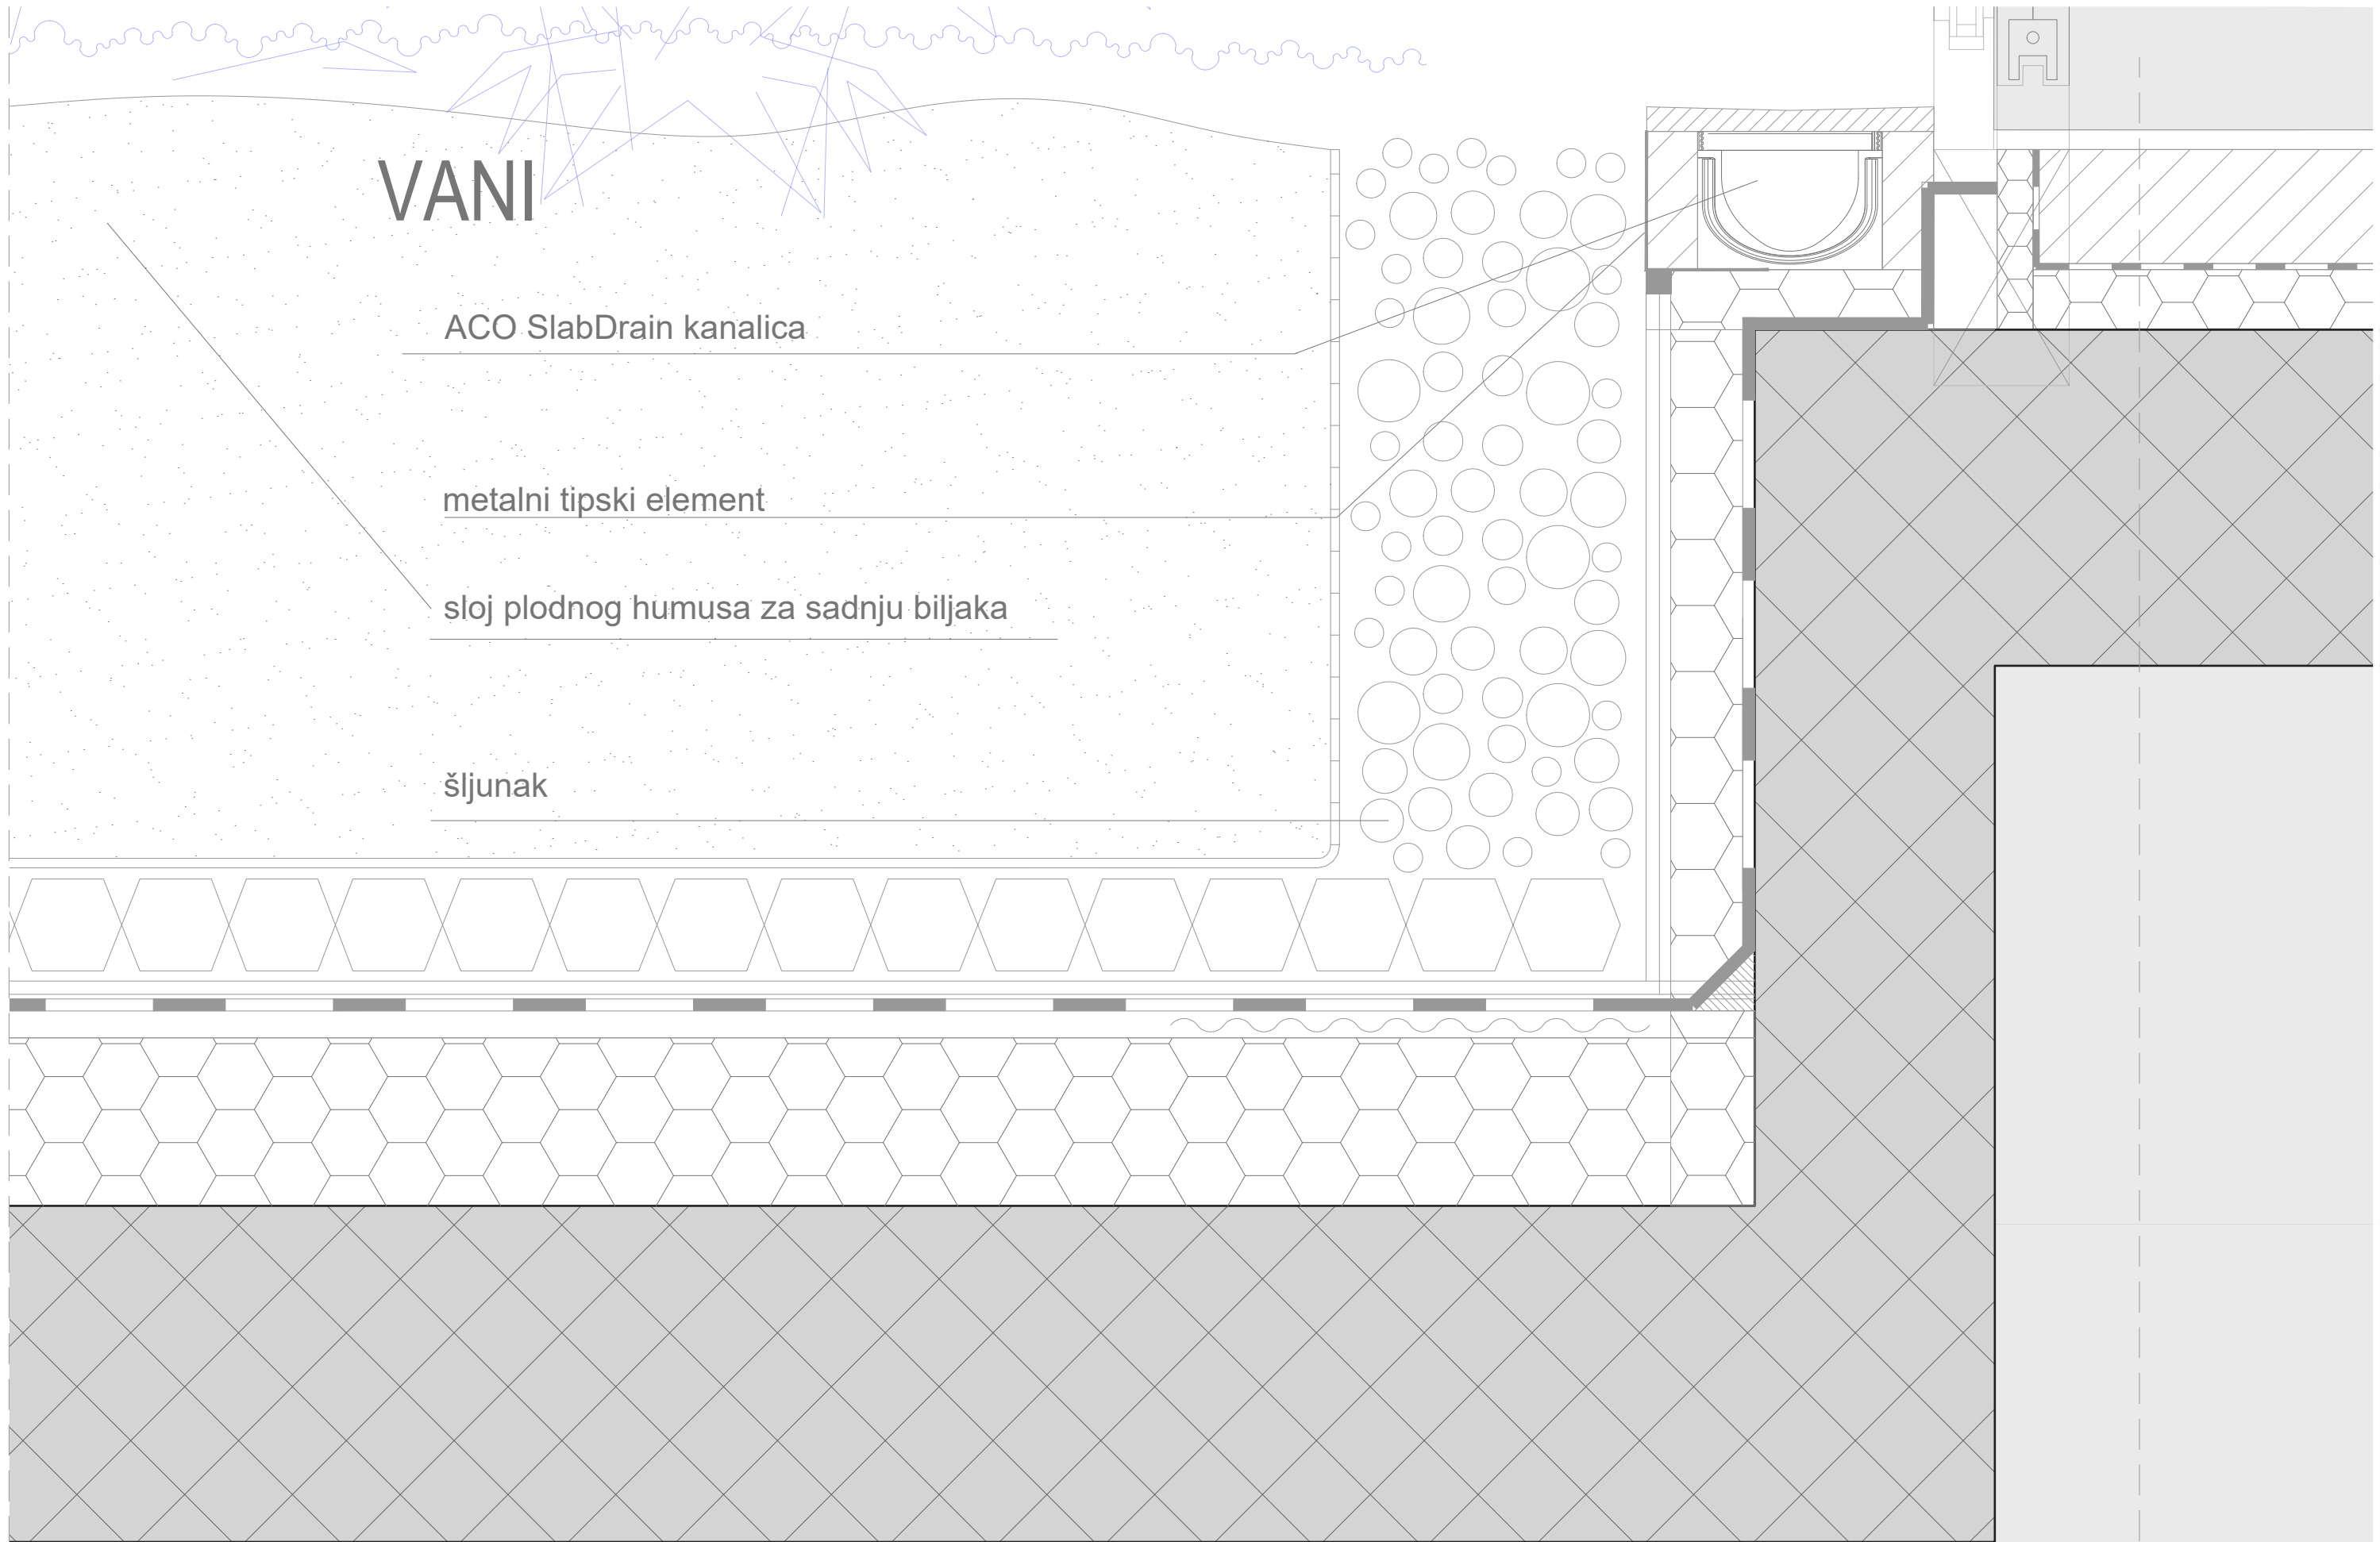 VANI
ACO SlabDrain kanalica
metalni tipski element
sloj plodnog humusa za sadnju biljaka
šljunak